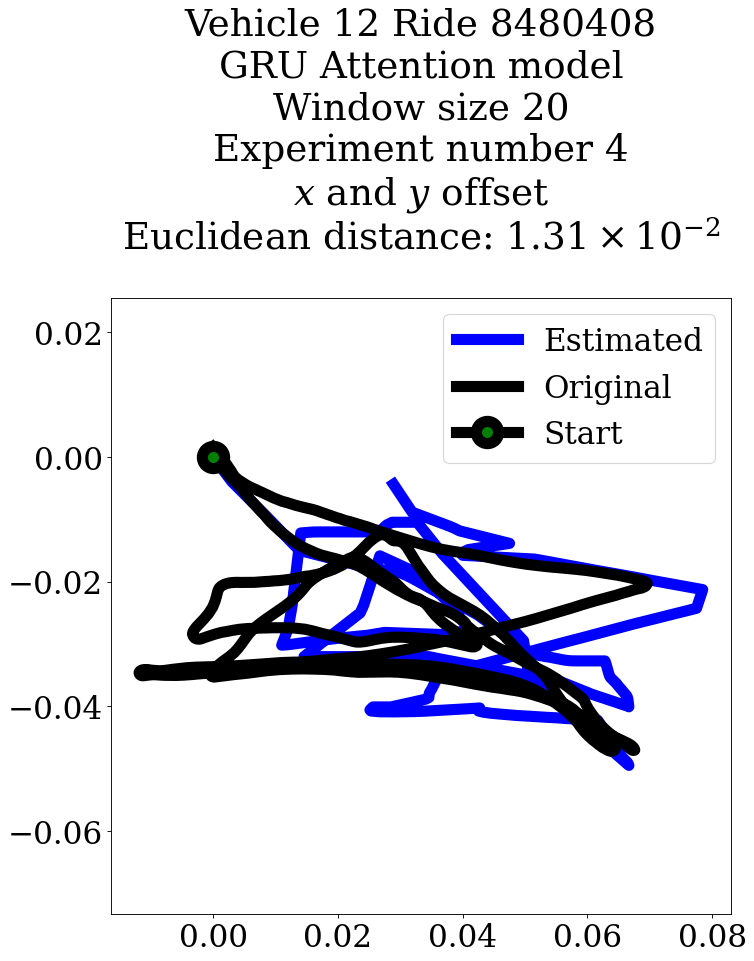 Vehicle 12 Ride 8480408
GRU Attention model
Window size 20
Experiment number 4
x and y offset
Euclidean distance: 1.31 × 10⁻²
Estimated
Original
Start
0.02
0.00
−0.02
−0.04
−0.06
0.00 0.02 0.04 0.06 0.08